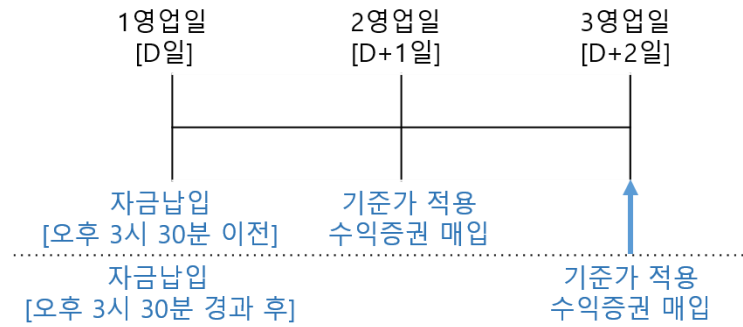 1영업일
[D일]
2영업일
[D+1일]
3영업일
[D+2일]
자금납입
[오후 3시 30분 이전]
기준가 적용
수익증권 매입
자금납입
[오후 3시 30분 경과 후]
기준가 적용
수익증권 매입